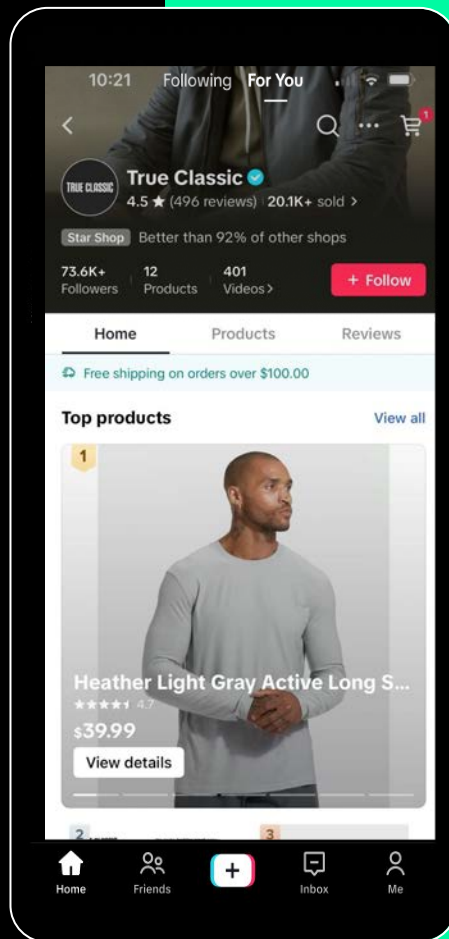 10:21 Following For You
1
TRUE CLASSIC True Classic
4.5 ★ (496 reviews) 20.1K+ sold >
Star Shop Better than 92% of other shops
73.6K+ 12 401
Followers Products Videos >
+ Follow
Home Products Reviews
Free shipping on orders over $100.00
Top products View all
1
Heather Light Gray Active Long S...
4.7
$39.99
View details
2 3
Home Friends Inbox Me